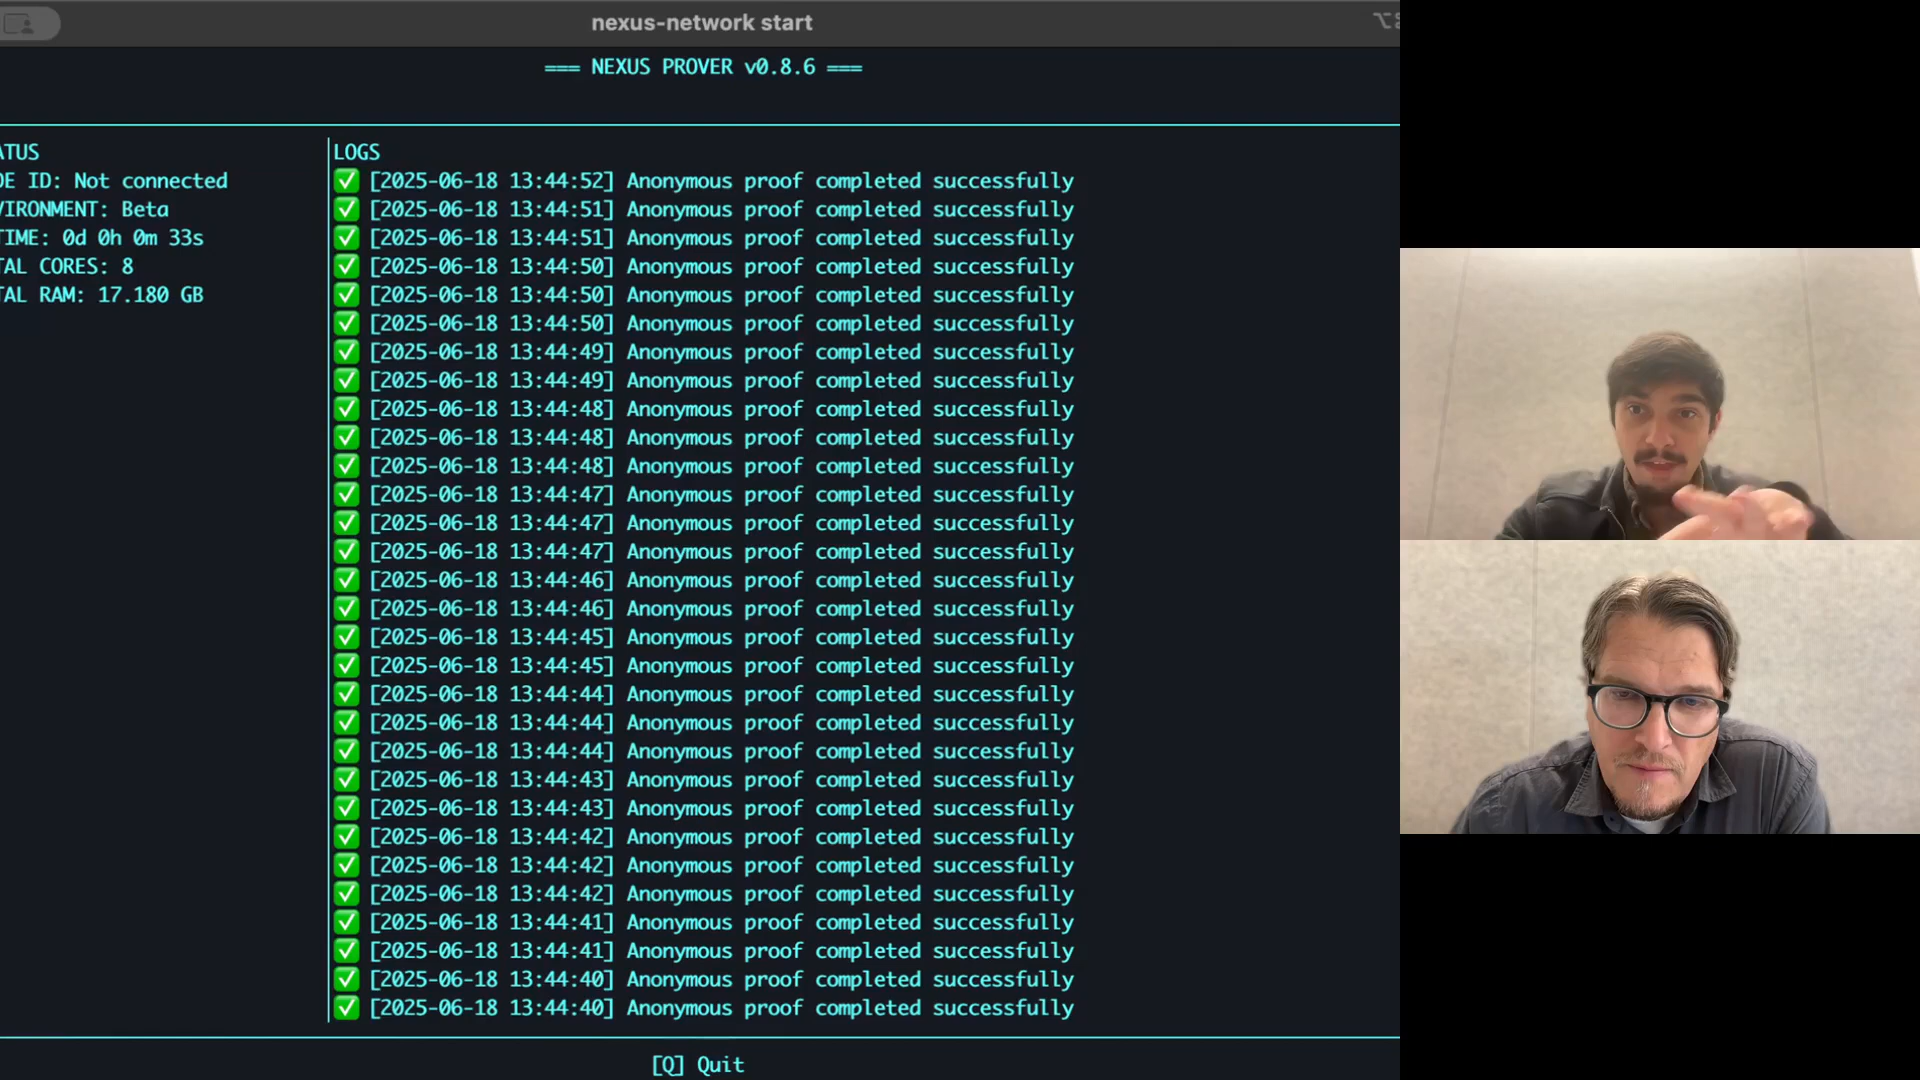 nexus-network start
=== NEXUS PROVER v0.8.6 ===
ATUS
DE ID: Not connected
VIRONMENT: Beta
TIME: 0d 0h 0m 33s
TAL CORES: 8
TAL RAM: 17.180 GB
LOGS
✅ [2025-06-18 13:44:52] Anonymous proof completed successfully
✅ [2025-06-18 13:44:51] Anonymous proof completed successfully
✅ [2025-06-18 13:44:51] Anonymous proof completed successfully
✅ [2025-06-18 13:44:50] Anonymous proof completed successfully
✅ [2025-06-18 13:44:50] Anonymous proof completed successfully
✅ [2025-06-18 13:44:50] Anonymous proof completed successfully
✅ [2025-06-18 13:44:49] Anonymous proof completed successfully
✅ [2025-06-18 13:44:49] Anonymous proof completed successfully
✅ [2025-06-18 13:44:48] Anonymous proof completed successfully
✅ [2025-06-18 13:44:48] Anonymous proof completed successfully
✅ [2025-06-18 13:44:48] Anonymous proof completed successfully
✅ [2025-06-18 13:44:47] Anonymous proof completed successfully
✅ [2025-06-18 13:44:47] Anonymous proof completed successfully
✅ [2025-06-18 13:44:47] Anonymous proof completed successfully
✅ [2025-06-18 13:44:46] Anonymous proof completed successfully
✅ [2025-06-18 13:44:46] Anonymous proof completed successfully
✅ [2025-06-18 13:44:45] Anonymous proof completed successfully
✅ [2025-06-18 13:44:45] Anonymous proof completed successfully
✅ [2025-06-18 13:44:44] Anonymous proof completed successfully
✅ [2025-06-18 13:44:44] Anonymous proof completed successfully
✅ [2025-06-18 13:44:44] Anonymous proof completed successfully
✅ [2025-06-18 13:44:43] Anonymous proof completed successfully
✅ [2025-06-18 13:44:43] Anonymous proof completed successfully
✅ [2025-06-18 13:44:42] Anonymous proof completed successfully
✅ [2025-06-18 13:44:42] Anonymous proof completed successfully
✅ [2025-06-18 13:44:42] Anonymous proof completed successfully
✅ [2025-06-18 13:44:41] Anonymous proof completed successfully
✅ [2025-06-18 13:44:41] Anonymous proof completed successfully
✅ [2025-06-18 13:44:40] Anonymous proof completed successfully
✅ [2025-06-18 13:44:40] Anonymous proof completed successfully
[Q] Quit